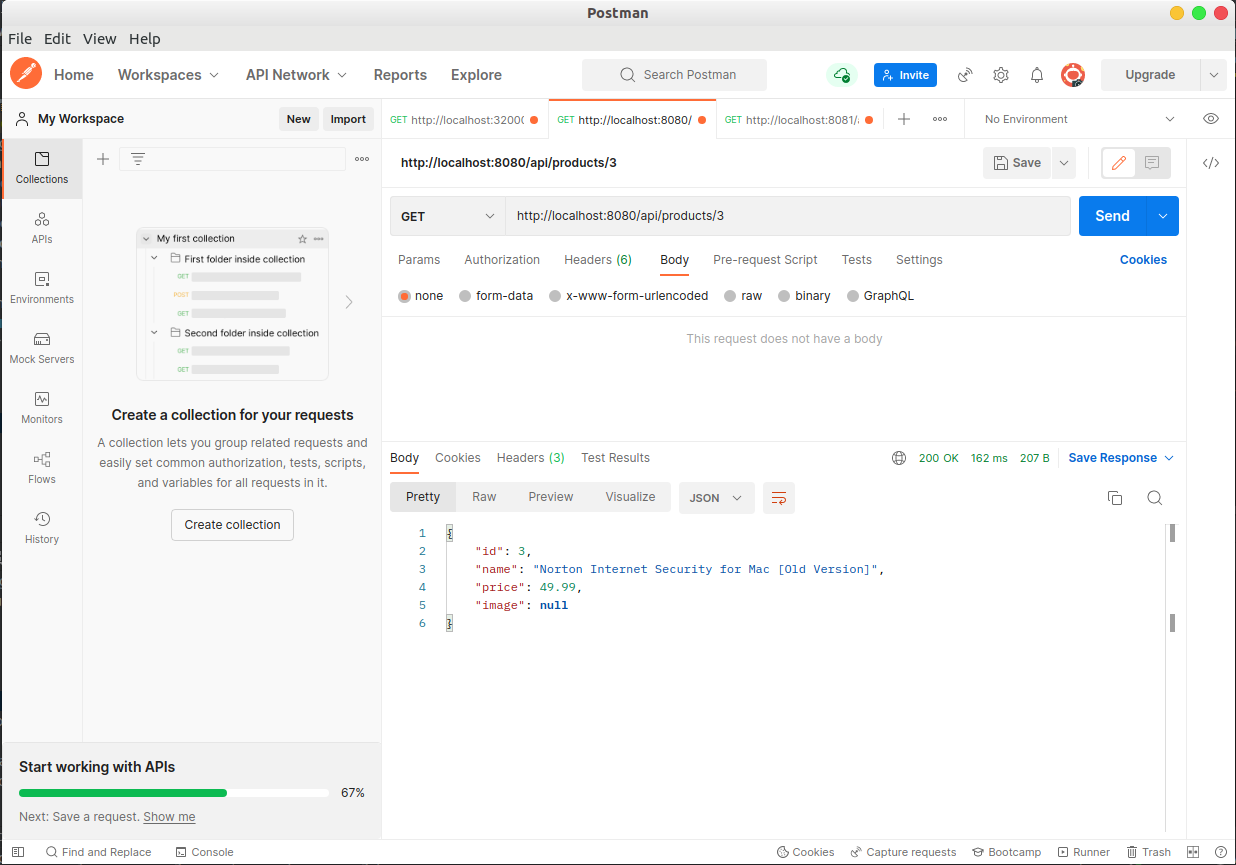 Postman
File Edit View Help
Home Workspaces API Network Reports Explore Search Postman Invite Upgrade
My Workspace New Import GET http://localhost:3200 GET http://localhost:8080/ GET http://localhost:8081/ No Environment
http://localhost:8080/api/products/3 Save
Collections
APIs
Environments
Mock Servers
Monitors
Flows
History
My first collection
First folder inside collection
GET
POST
GET
Second folder inside collection
GET
GET
Create a collection for your requests
A collection lets you group related requests and
easily set common authorization, tests, scripts,
and variables for all requests in it.
Create collection
Start working with APIs
67%
Next: Save a request. Show me
GET http://localhost:8080/api/products/3 Send
Params Authorization Headers (6) Body Pre-request Script Tests Settings Cookies
none form-data x-www-form-urlencoded raw binary GraphQL
This request does not have a body
Body Cookies Headers (3) Test Results 200 OK 162 ms 207 B Save Response
Pretty Raw Preview Visualize JSON
1 {
2 "id": 3,
3 "name": "Norton Internet Security for Mac [Old Version]",
4 "price": 49.99,
5 "image": null
6 }
Find and Replace Console Cookies Capture requests Bootcamp Runner Trash